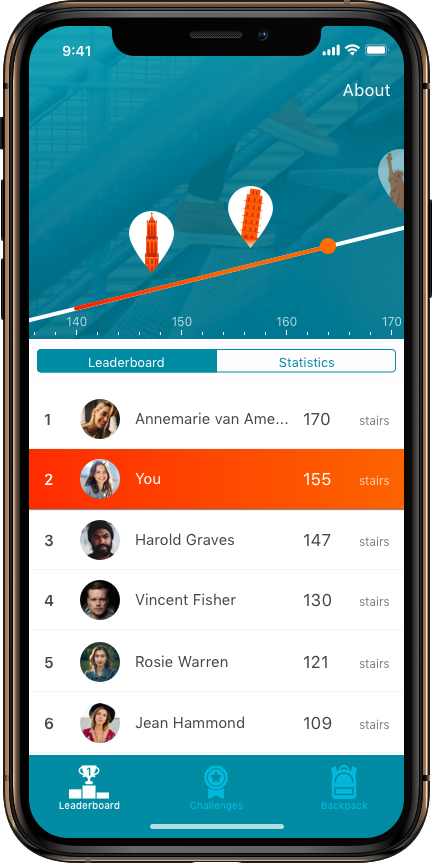 9:41
About
140 150 160 170
Leaderboard Statistics
1 Annemarie van Ame... 170 stairs
2 You 155 stairs
3 Harold Graves 147 stairs
4 Vincent Fisher 130 stairs
5 Rosie Warren 121 stairs
6 Jean Hammond 109 stairs
1
Leaderboard Challenges Backpack